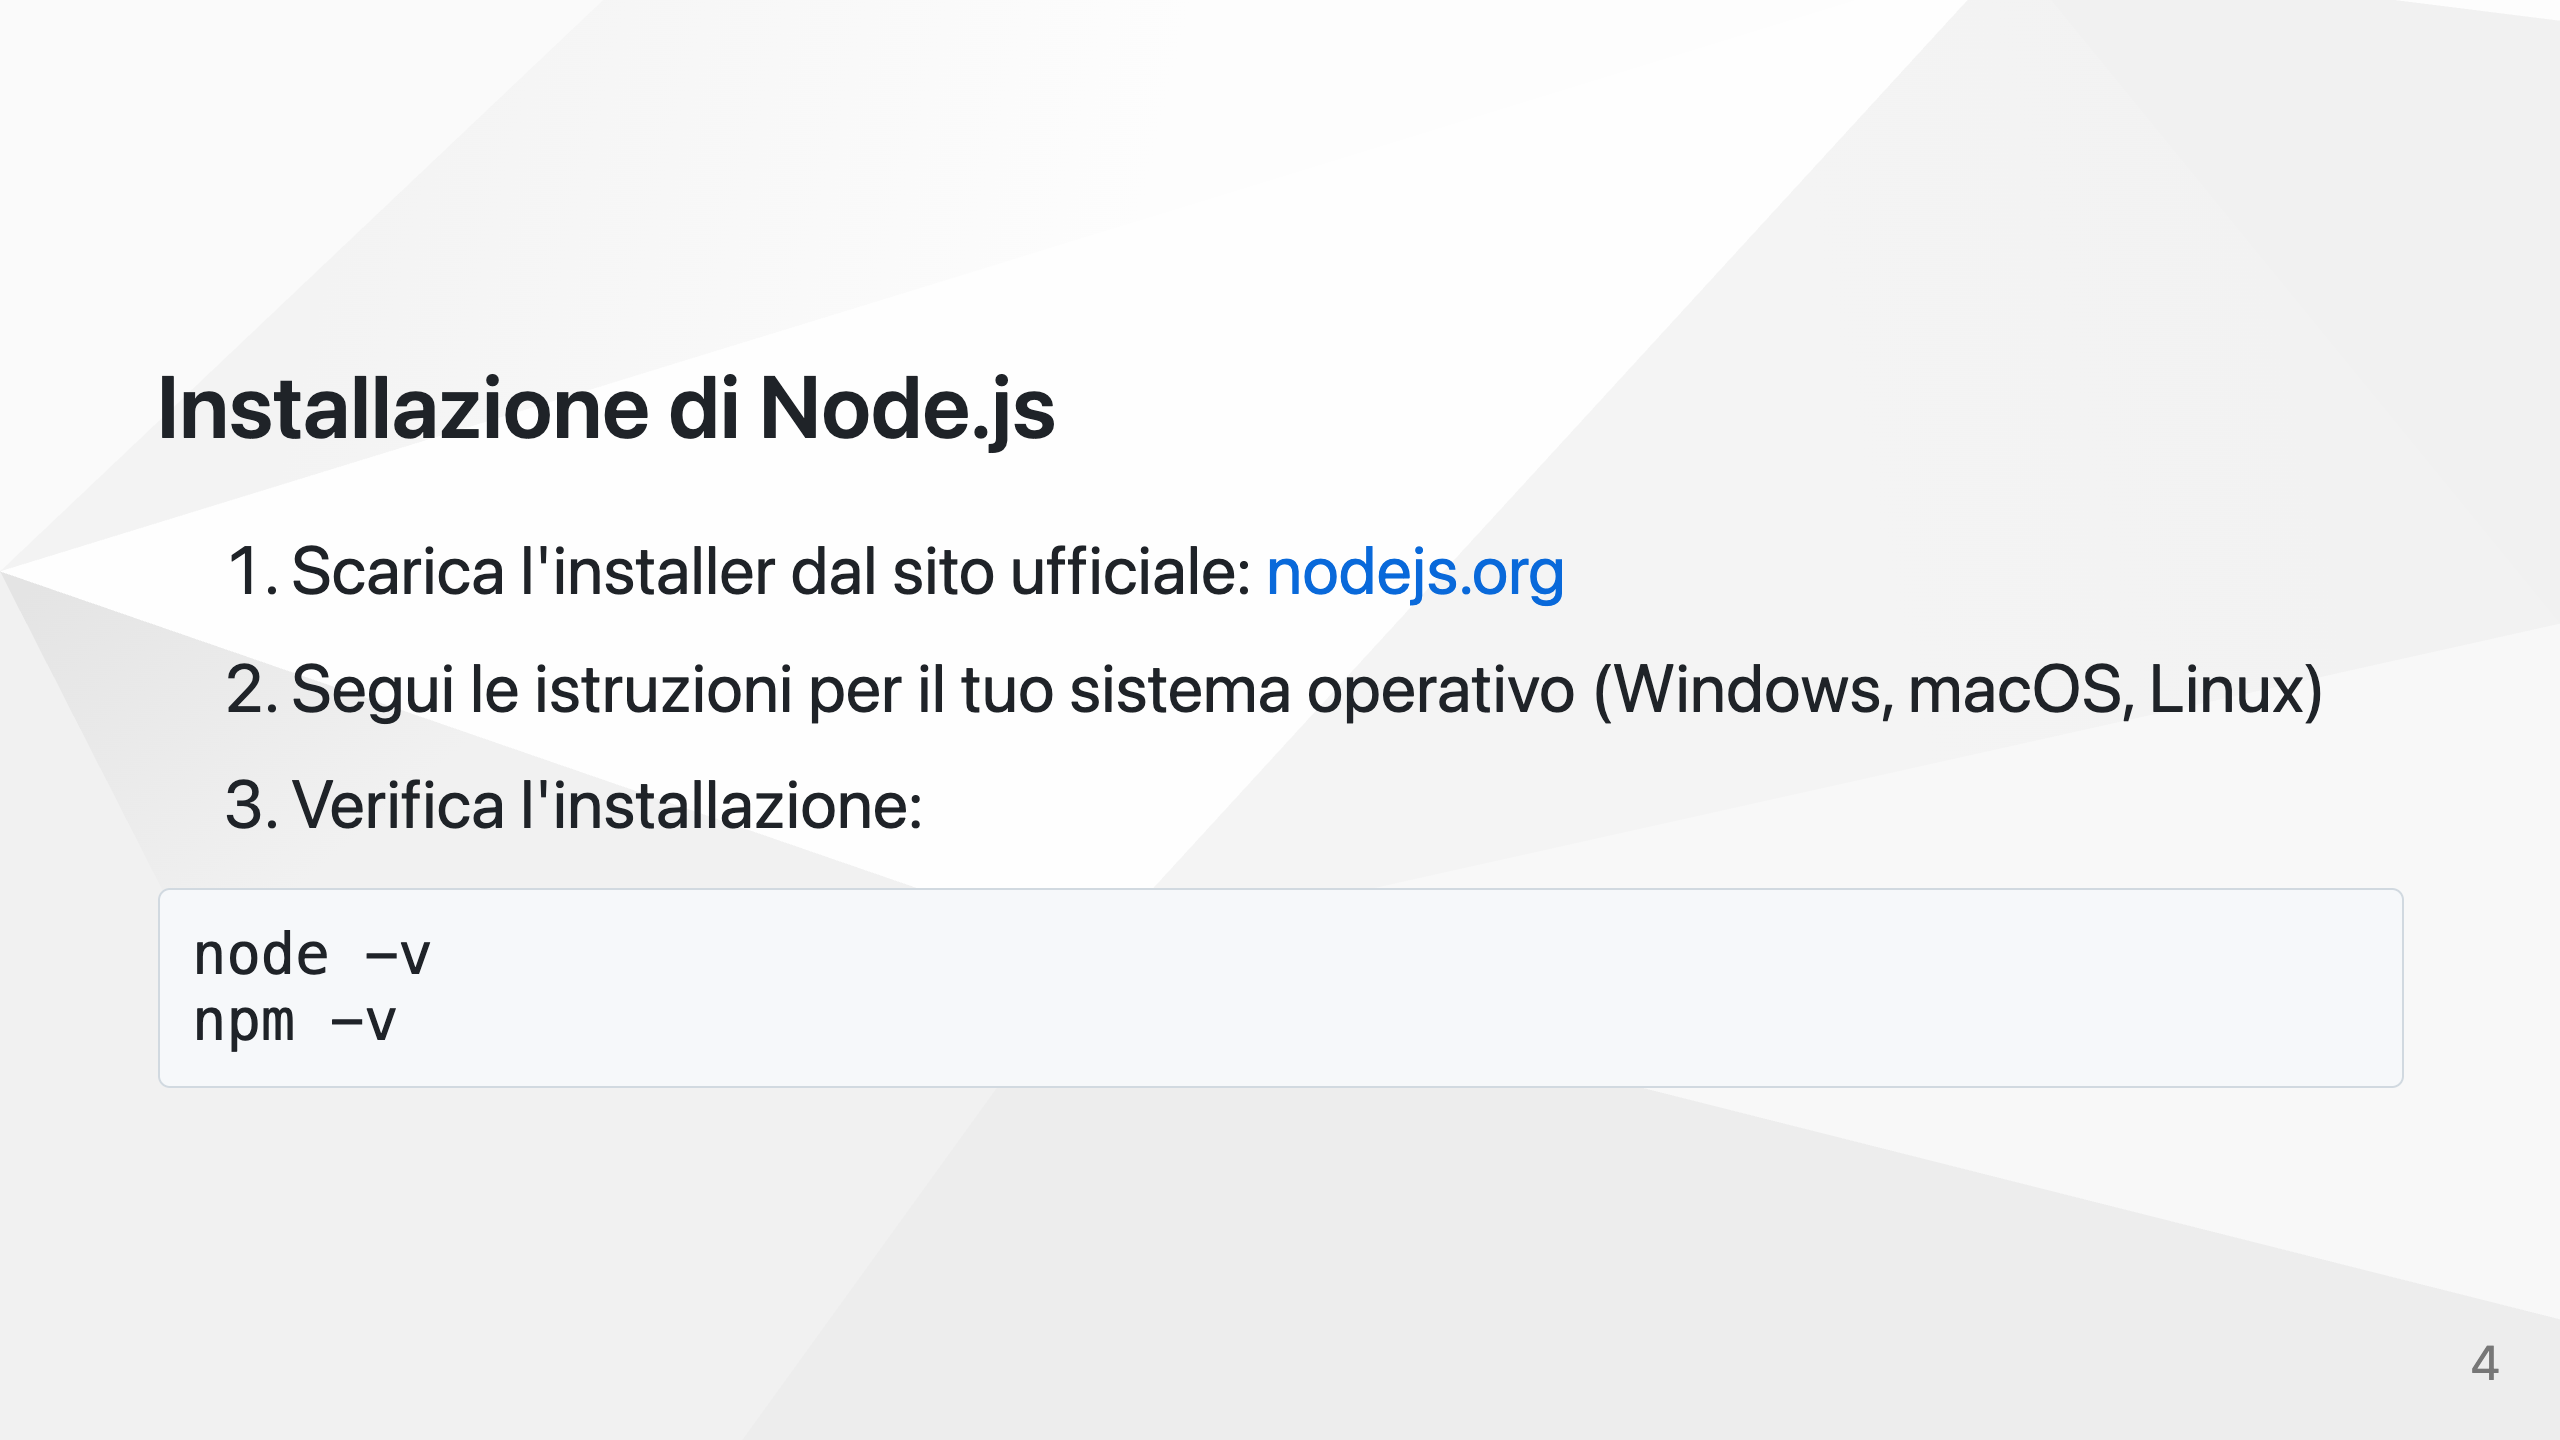 Installazione di Node.js
1. Scarica l'installer dal sito ufficiale: nodejs.org
2. Segui le istruzioni per il tuo sistema operativo (Windows, macOS, Linux)
3. Verifica l'installazione:
node -v
npm -v
4